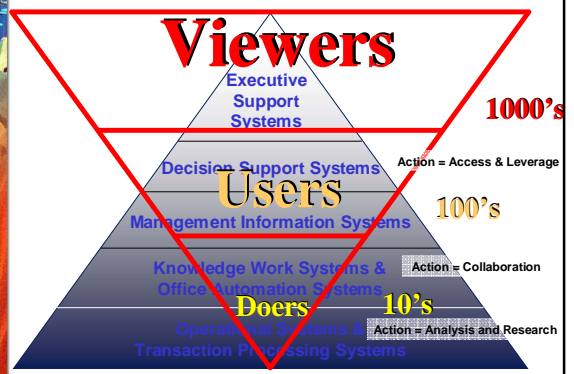 Viewers
Executive
Support
Systems
1000's
Decision Support Systems
Action = Access & Leverage
Users
100's
Management Information Systems
Knowledge Work Systems &
Action = Collaboration
Office Automation Systems
Doers
10's
Operational Systems &
Action = Analysis and Research
Transaction Processing Systems